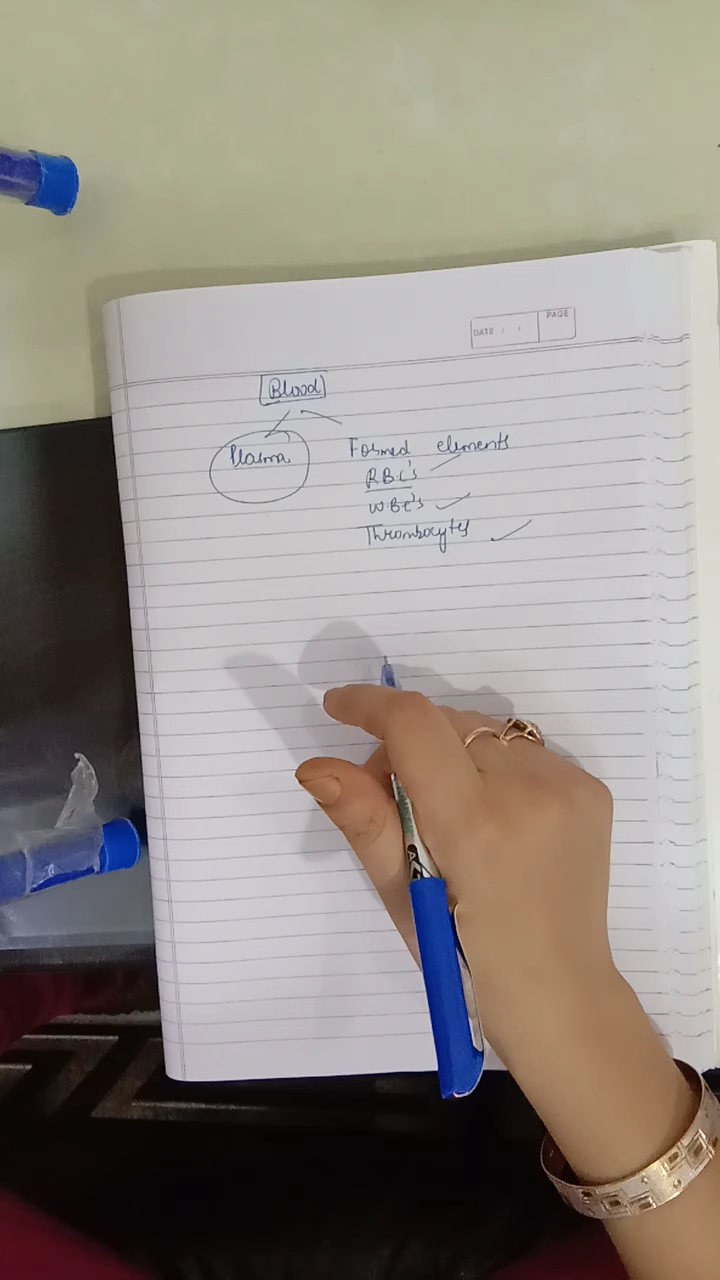 DATE / / PAGE
Blood
Plasma Formed elements
RBC's
WBC's
Thrombocytes